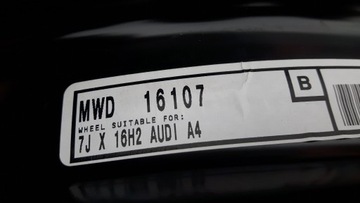 MWD 16107
B
WHEEL SUITABLE FOR:
7J X 16H2 AUDI A4